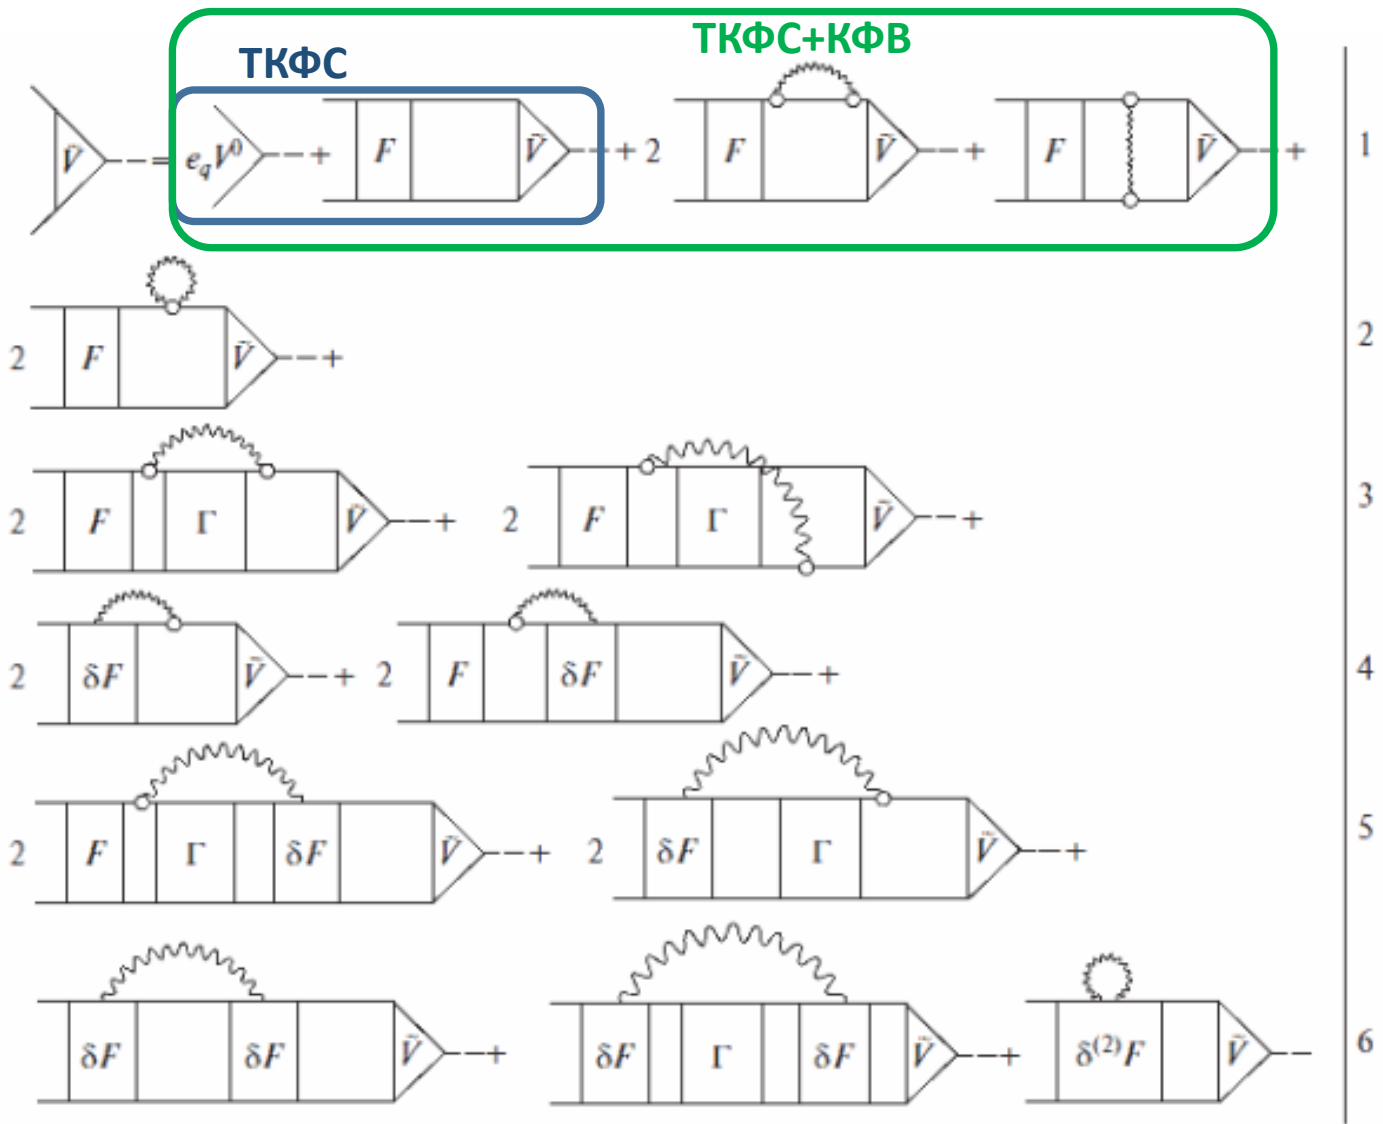 ТКФС+КФВ
ТКФС
Ṽ = e_q V⁰ + F Ṽ + 2 F Ṽ + F Ṽ + 1
2 F Ṽ + 2
2 F Γ Ṽ + 2 F Γ Ṽ + 3
2 δF Ṽ + 2 F δF Ṽ + 4
2 F Γ δF Ṽ + 2 δF Γ Ṽ + 5
δF δF Ṽ + δF Γ δF Ṽ + δ⁽²⁾F Ṽ 6